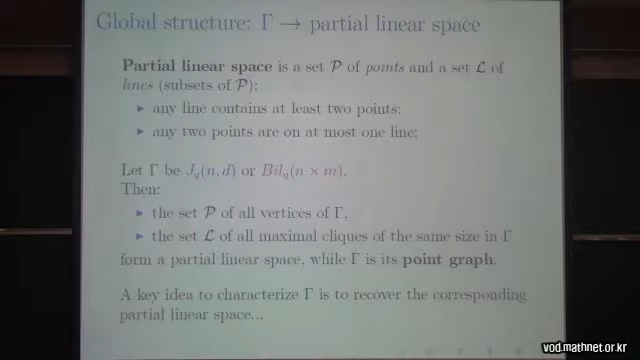 Global structure: Γ → partial linear space
Partial linear space is a set 𝒫 of points and a set ℒ of
lines (subsets of 𝒫):
▸ any line contains at least two points;
▸ any two points are on at most one line;
Let Γ be J_q(n, d) or Bil_q(n × m).
Then:
▸ the set 𝒫 of all vertices of Γ,
▸ the set ℒ of all maximal cliques of the same size in Γ
form a partial linear space, while Γ is its point graph.
A key idea to characterize Γ is to recover the corresponding
partial linear space...
vod.mathnet.or.kr